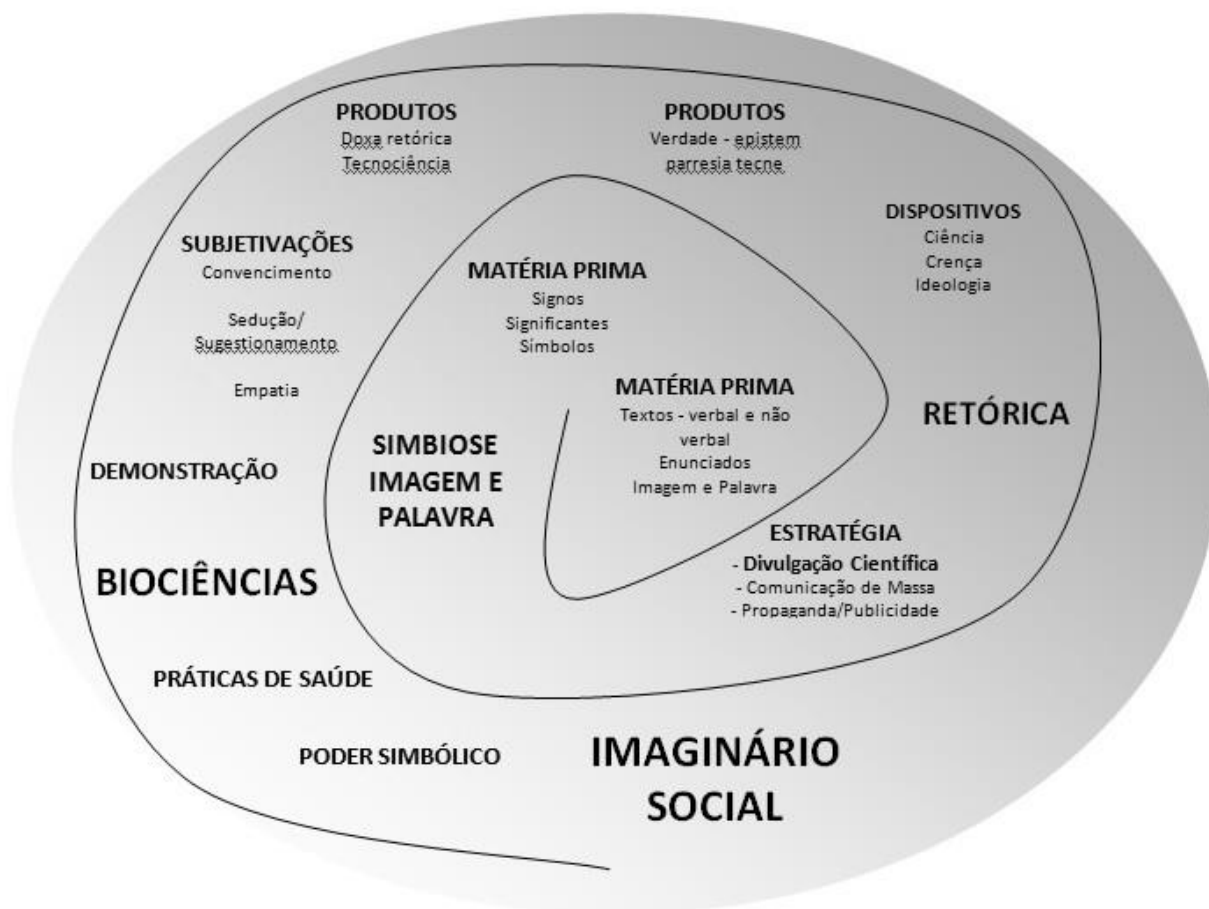 PRODUTOS
Doxa retórica
Tecnociência
PRODUTOS
Verdade - epistem
parresia tecne
DISPOSITIVOS
Ciência
Crença
Ideologia
SUBJETIVAÇÕES
Convencimento
Sedução/
Sugestionamento
Empatia
MATÉRIA PRIMA
Signos
Significantes
Símbolos
MATÉRIA PRIMA
Textos - verbal e não
verbal
Enunciados
Imagem e Palavra
RETÓRICA
SIMBIOSE
IMAGEM E
PALAVRA
DEMONSTRAÇÃO
ESTRATÉGIA
- Divulgação Científica
- Comunicação de Massa
- Propaganda/Publicidade
BIOCIÊNCIAS
PRÁTICAS DE SAÚDE
PODER SIMBÓLICO
IMAGINÁRIO
SOCIAL